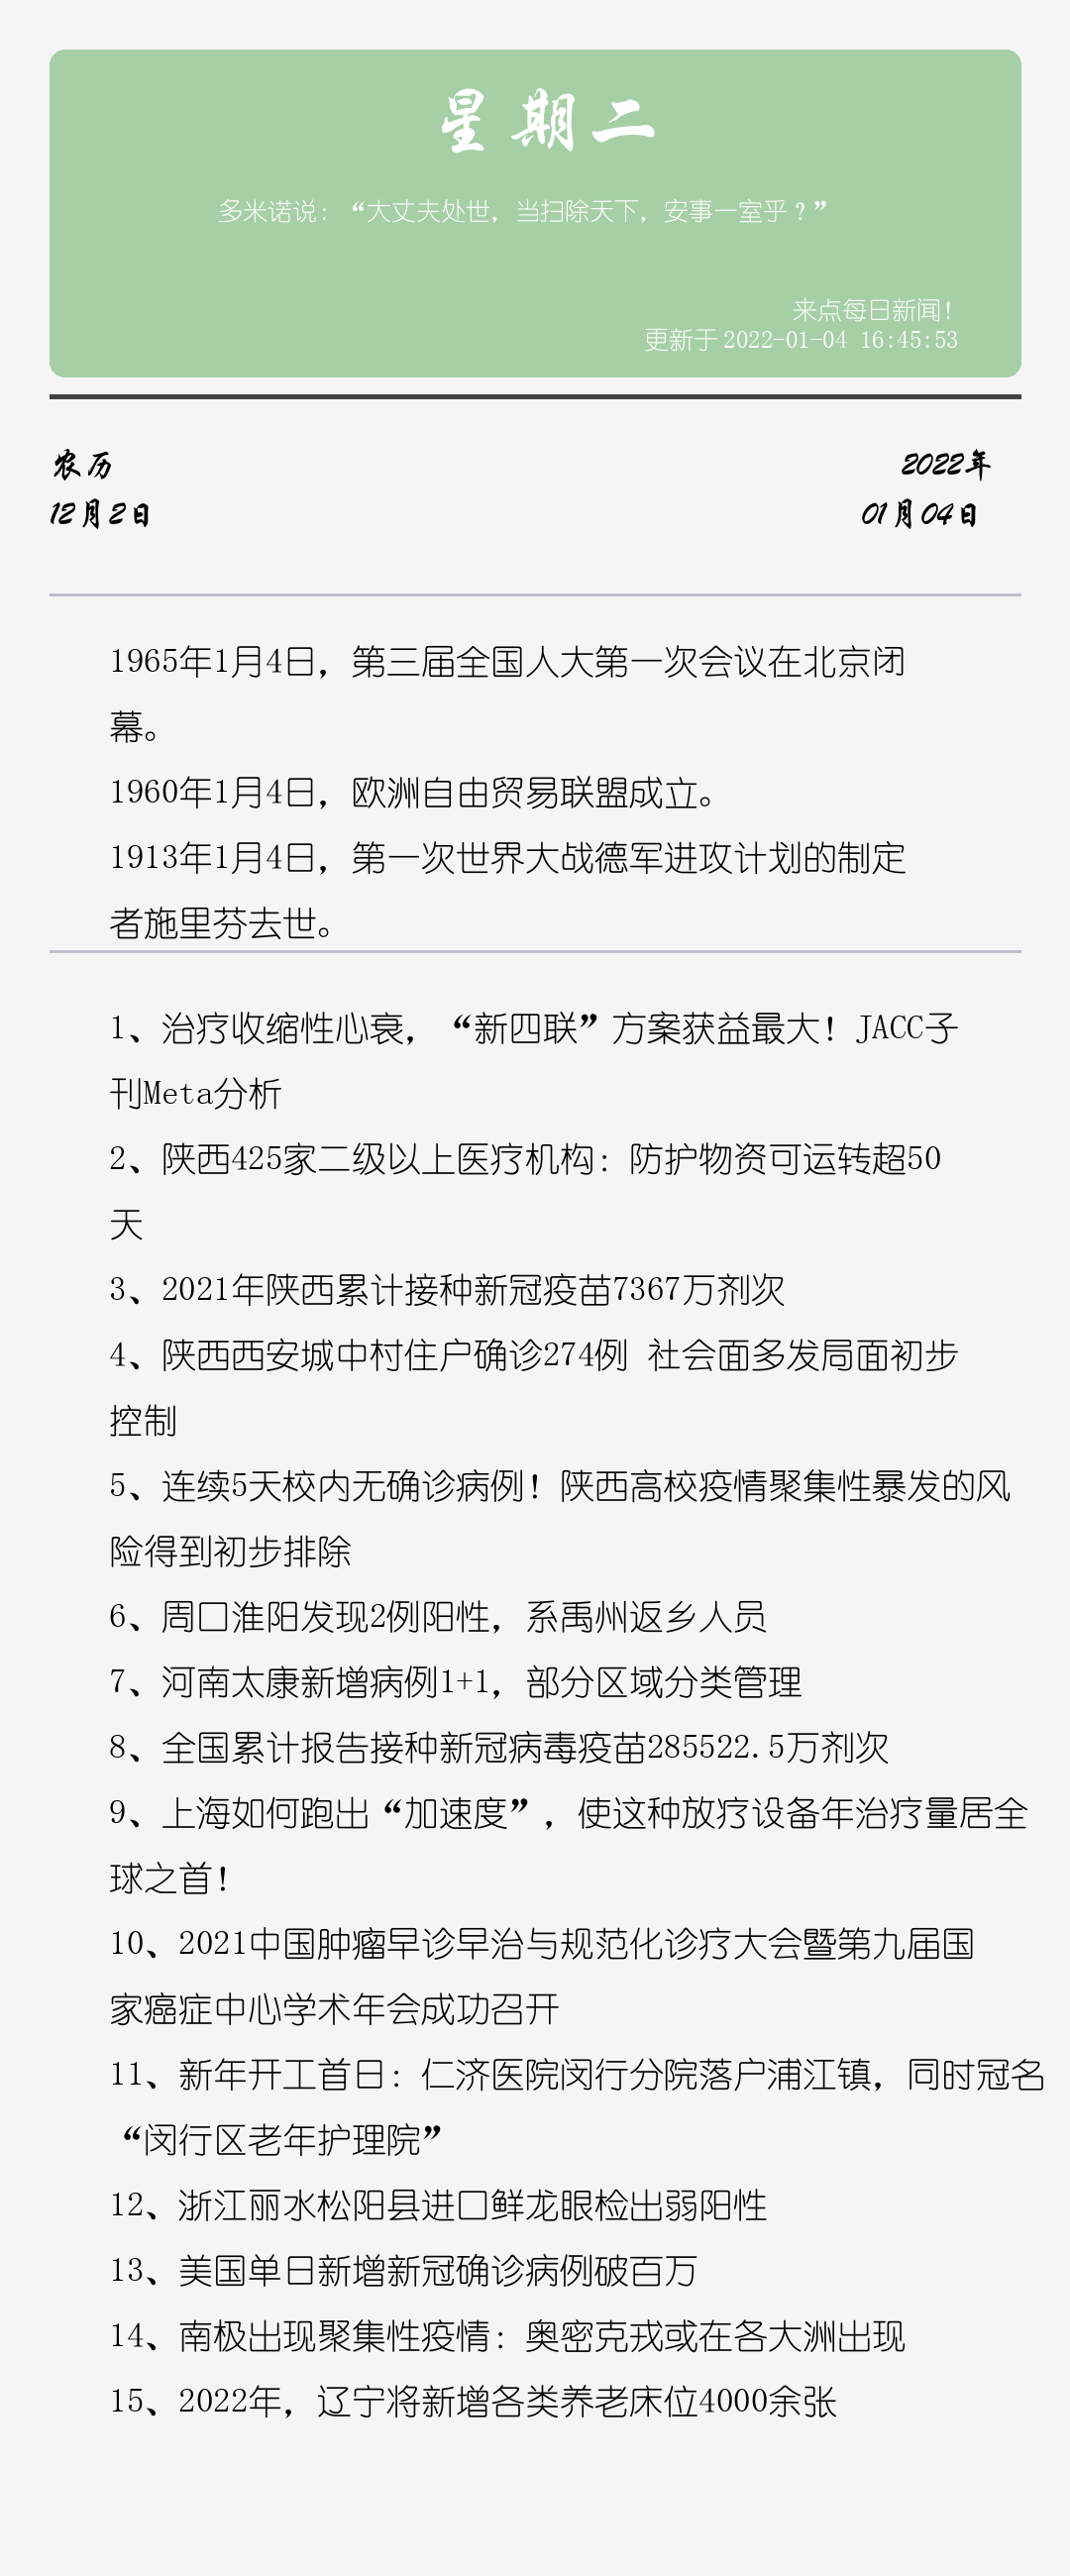 星期二
多米诺说：“大丈夫处世，当扫除天下，安事一室乎？”
来点每日新闻！
更新于 2022-01-04 16:45:53
农历
2022年
12月2日
01月04日
1965年1月4日，第三届全国人大第一次会议在北京闭
幕。
1960年1月4日，欧洲自由贸易联盟成立。
1913年1月4日，第一次世界大战德军进攻计划的制定
者施里芬去世。
1、治疗收缩性心衰，“新四联”方案获益最大！JACC子
刊Meta分析
2、陕西425家二级以上医疗机构：防护物资可运转超50
天
3、2021年陕西累计接种新冠疫苗7367万剂次
4、陕西西安城中村住户确诊274例 社会面多发局面初步
控制
5、连续5天校内无确诊病例！陕西高校疫情聚集性暴发的风
险得到初步排除
6、周口淮阳发现2例阳性，系禹州返乡人员
7、河南太康新增病例1+1，部分区域分类管理
8、全国累计报告接种新冠病毒疫苗285522.5万剂次
9、上海如何跑出“加速度”，使这种放疗设备年治疗量居全
球之首！
10、2021中国肿瘤早诊早治与规范化诊疗大会暨第九届国
家癌症中心学术年会成功召开
11、新年开工首日：仁济医院闵行分院落户浦江镇，同时冠名
“闵行区老年护理院”
12、浙江丽水松阳县进口鲜龙眼检出弱阳性
13、美国单日新增新冠确诊病例破百万
14、南极出现聚集性疫情：奥密克戎或在各大洲出现
15、2022年，辽宁将新增各类养老床位4000余张